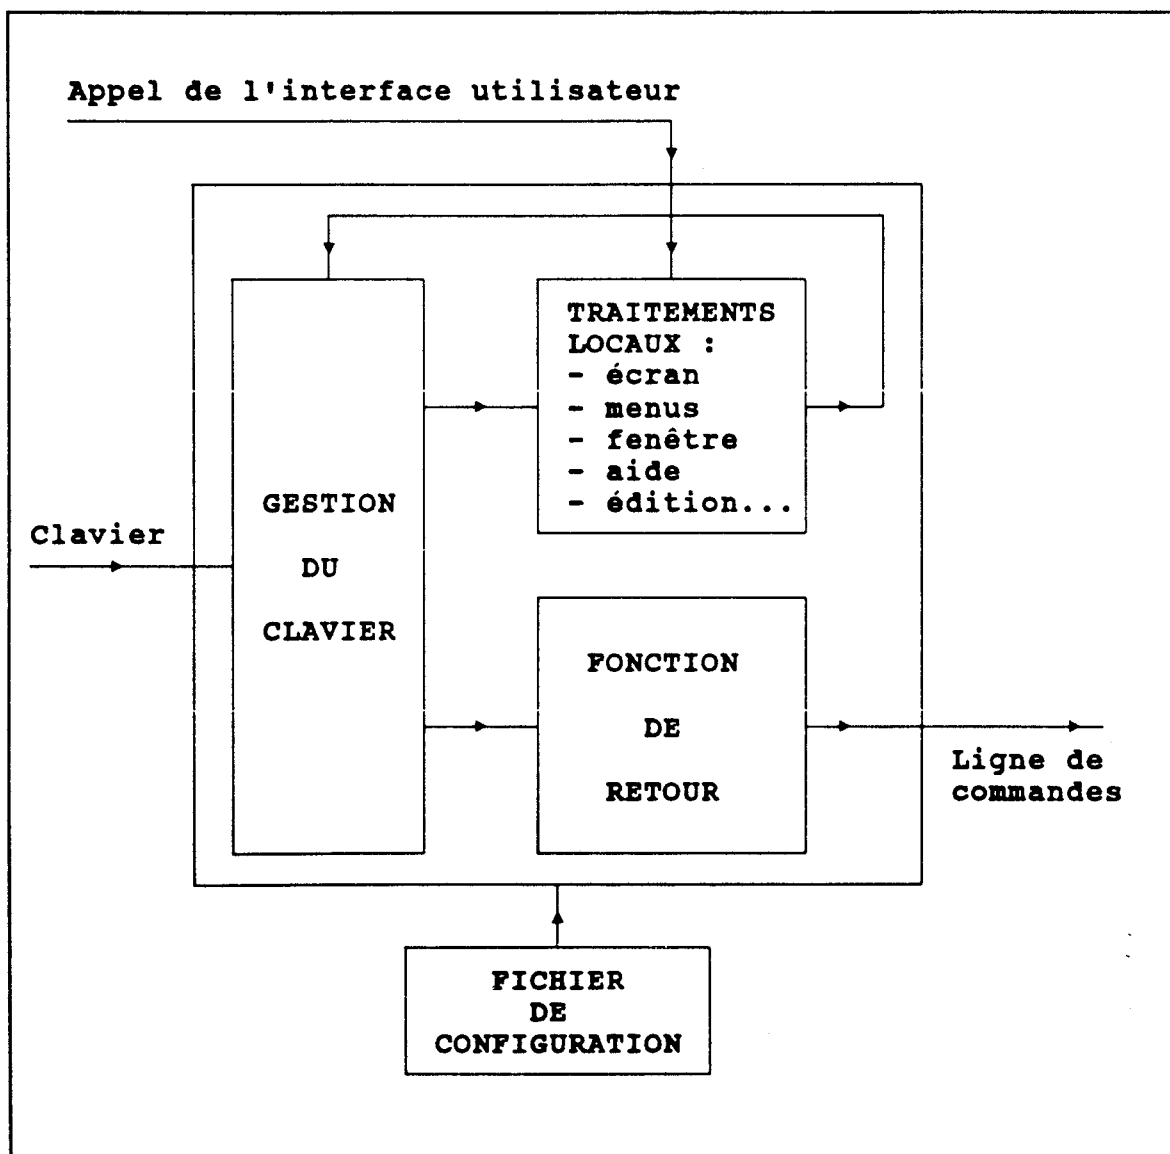 Appel de l'interface utilisateur
TRAITEMENTS
LOCAUX :
- écran
- menus
- fenêtre
- aide
- édition...
GESTION
DU
CLAVIER
Clavier
FONCTION
DE
RETOUR
Ligne de
commandes
FICHIER
DE
CONFIGURATION